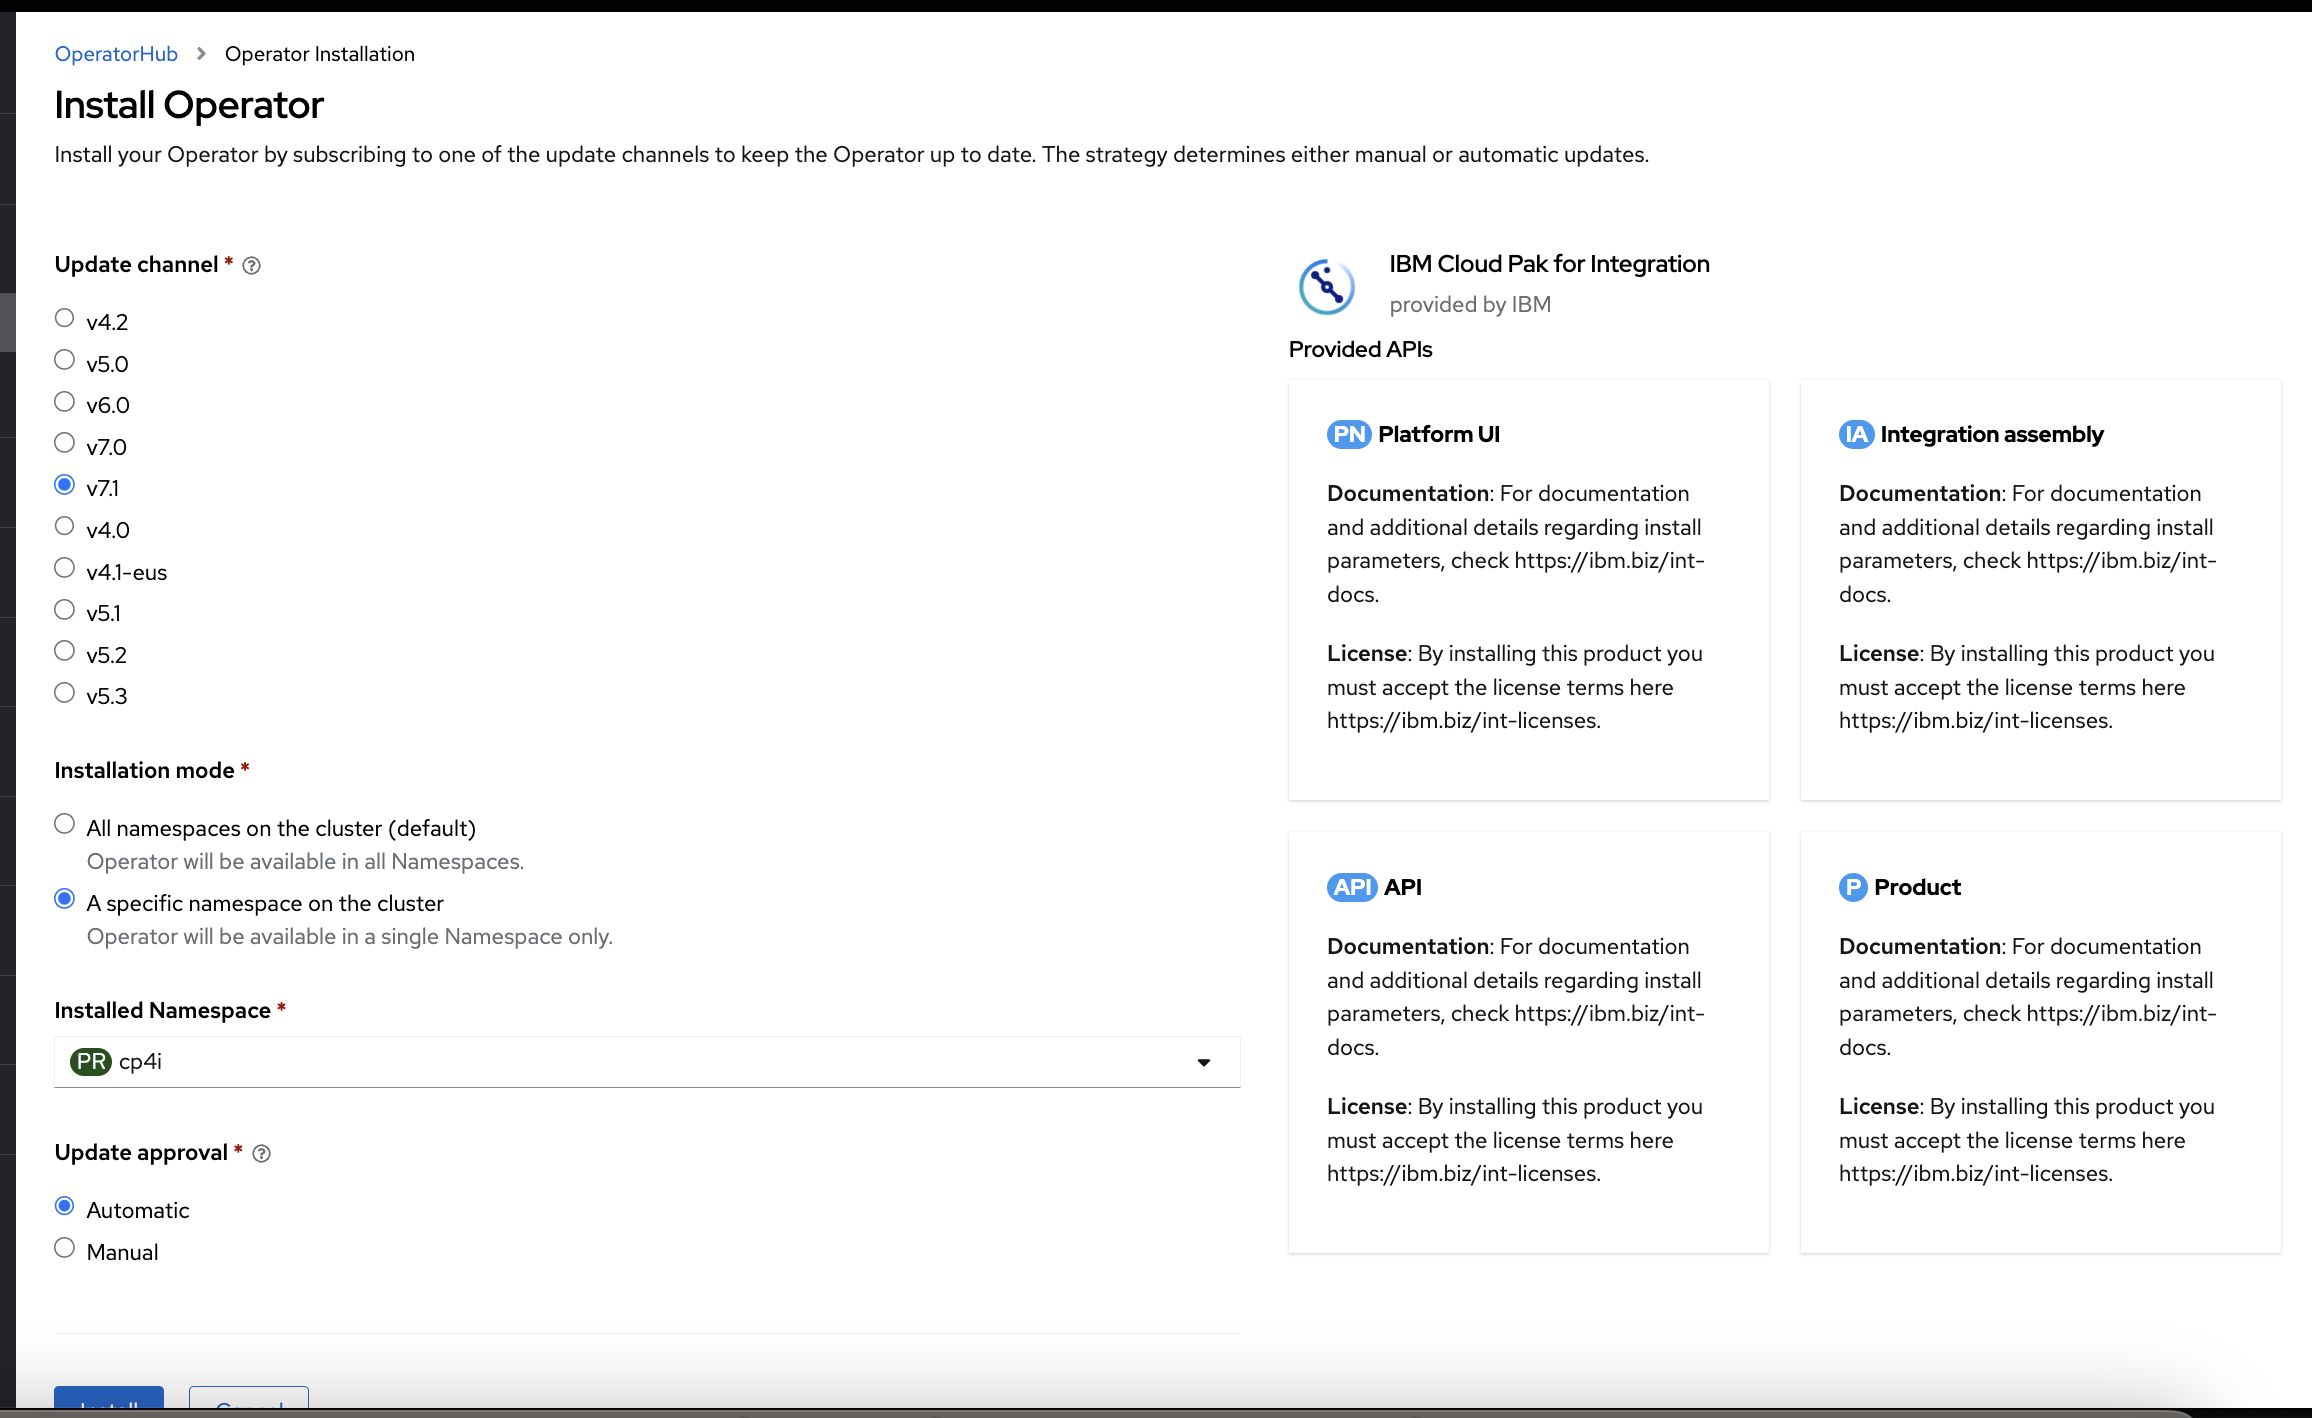 OperatorHub > Operator Installation
Install Operator
Install your Operator by subscribing to one of the update channels to keep the Operator up to date. The strategy determines either manual or automatic updates.
Update channel *
v4.2
v5.0
v6.0
v7.0
v7.1
v4.0
v4.1-eus
v5.1
v5.2
v5.3
Installation mode *
All namespaces on the cluster (default)
Operator will be available in all Namespaces.
A specific namespace on the cluster
Operator will be available in a single Namespace only.
Installed Namespace *
PR cp4i
Update approval *
Automatic
Manual
Install Cancel
IBM Cloud Pak for Integration
provided by IBM
Provided APIs
PN Platform UI
Documentation: For documentation
and additional details regarding install
parameters, check https://ibm.biz/int-
docs.
License: By installing this product you
must accept the license terms here
https://ibm.biz/int-licenses.
IA Integration assembly
Documentation: For documentation
and additional details regarding install
parameters, check https://ibm.biz/int-
docs.
License: By installing this product you
must accept the license terms here
https://ibm.biz/int-licenses.
API API
Documentation: For documentation
and additional details regarding install
parameters, check https://ibm.biz/int-
docs.
License: By installing this product you
must accept the license terms here
https://ibm.biz/int-licenses.
P Product
Documentation: For documentation
and additional details regarding install
parameters, check https://ibm.biz/int-
docs.
License: By installing this product you
must accept the license terms here
https://ibm.biz/int-licenses.